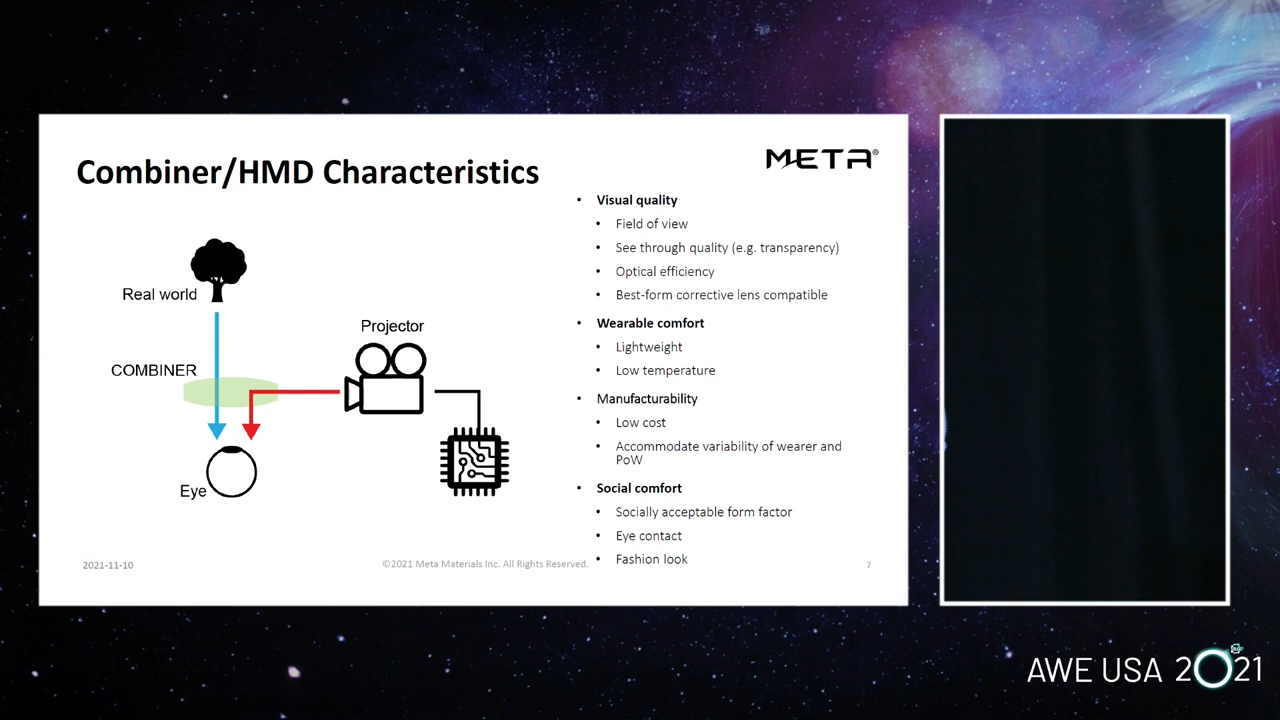 Combiner/HMD Characteristics
META®
Real world
COMBINER
Eye
Projector
• Visual quality
• Field of view
• See through quality (e.g. transparency)
• Optical efficiency
• Best-form corrective lens compatible
• Wearable comfort
• Lightweight
• Low temperature
• Manufacturability
• Low cost
• Accommodate variability of wearer and
PoW
• Social comfort
• Socially acceptable form factor
• Eye contact
• Fashion look
2021-11-10
©2021 Meta Materials Inc. All Rights Reserved.
7
AWE USA 2021